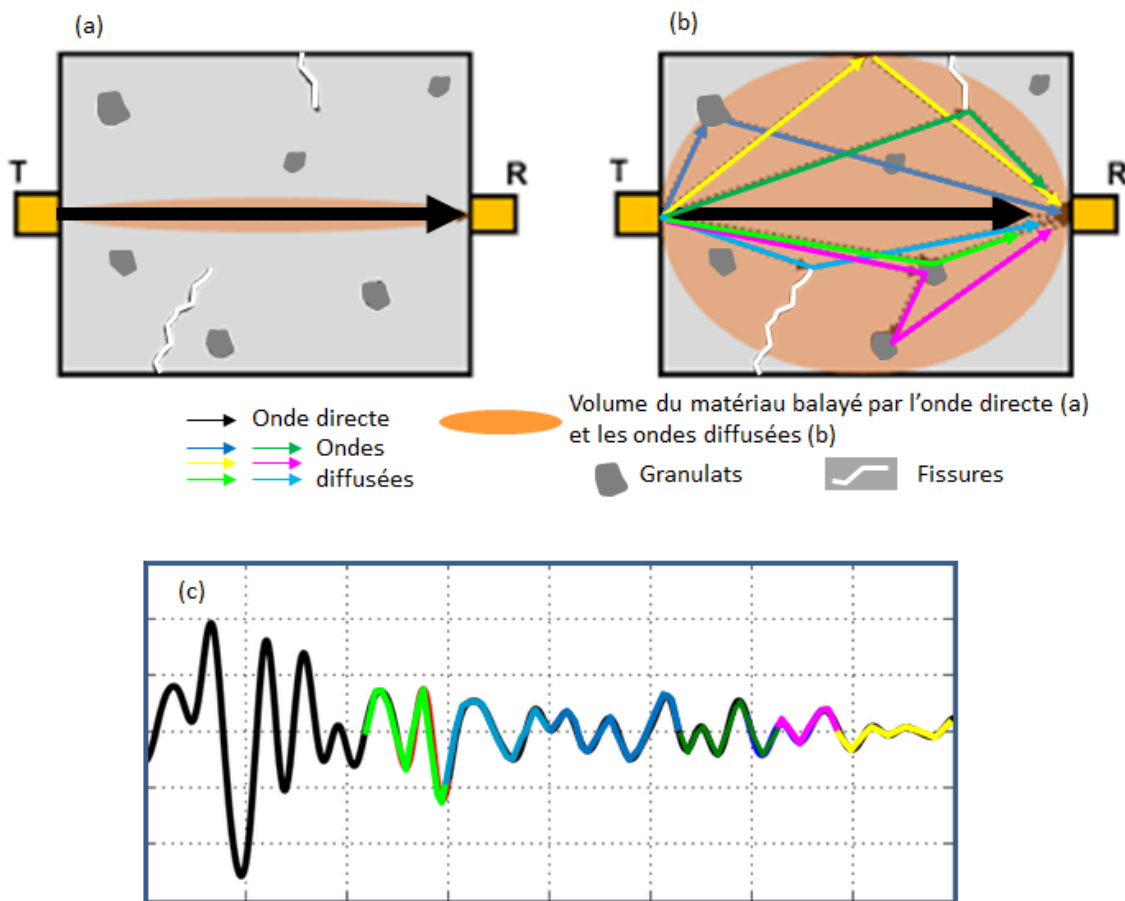 (a)
(b)
T
R
T
R
Onde directe
Ondes
diffusées
Volume du matériau balayé par l'onde directe (a)
et les ondes diffusées (b)
Granulats
Fissures
(c)